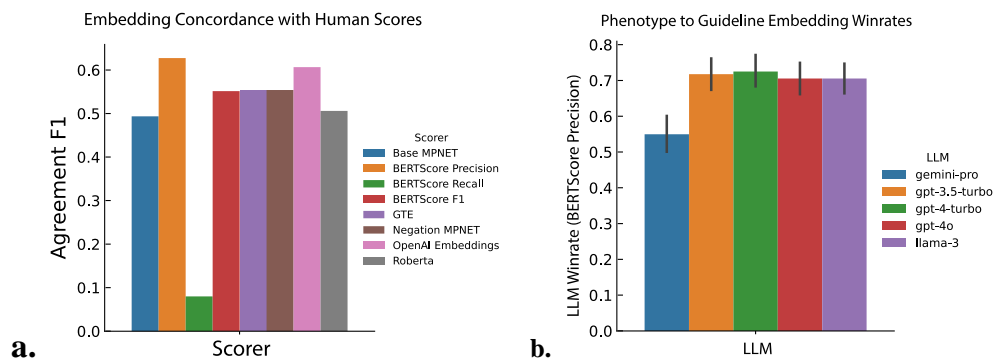 Embedding Concordance with Human Scores
Agreement F1
0.6
0.5
0.4
0.3
0.2
0.1
0.0
Scorer
Base MPNET
BERTScore Precision
BERTScore Recall
BERTScore F1
GTE
Negation MPNET
OpenAI Embeddings
Roberta
Scorer
a.
Phenotype to Guideline Embedding Winrates
LLM Winrate (BERTScore Precision)
0.8
0.7
0.6
0.5
0.4
0.3
0.2
0.1
0.0
LLM
gemini-pro
gpt-3.5-turbo
gpt-4-turbo
gpt-4o
llama-3
LLM
b.